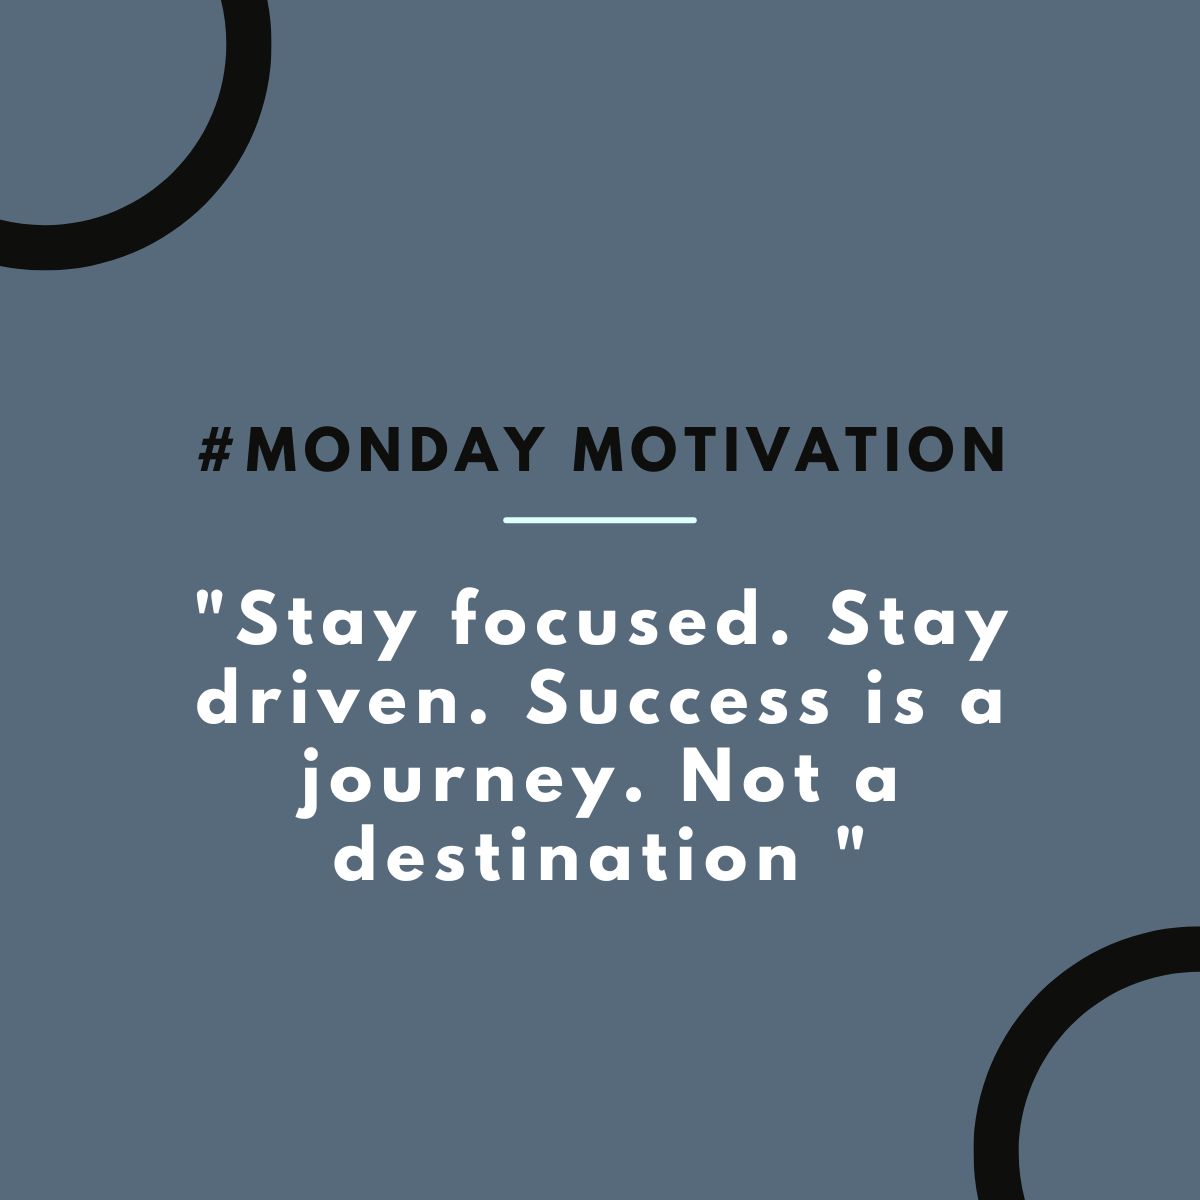 #MONDAY MOTIVATION
"Stay focused. Stay
driven. Success is a
journey. Not a
destination "